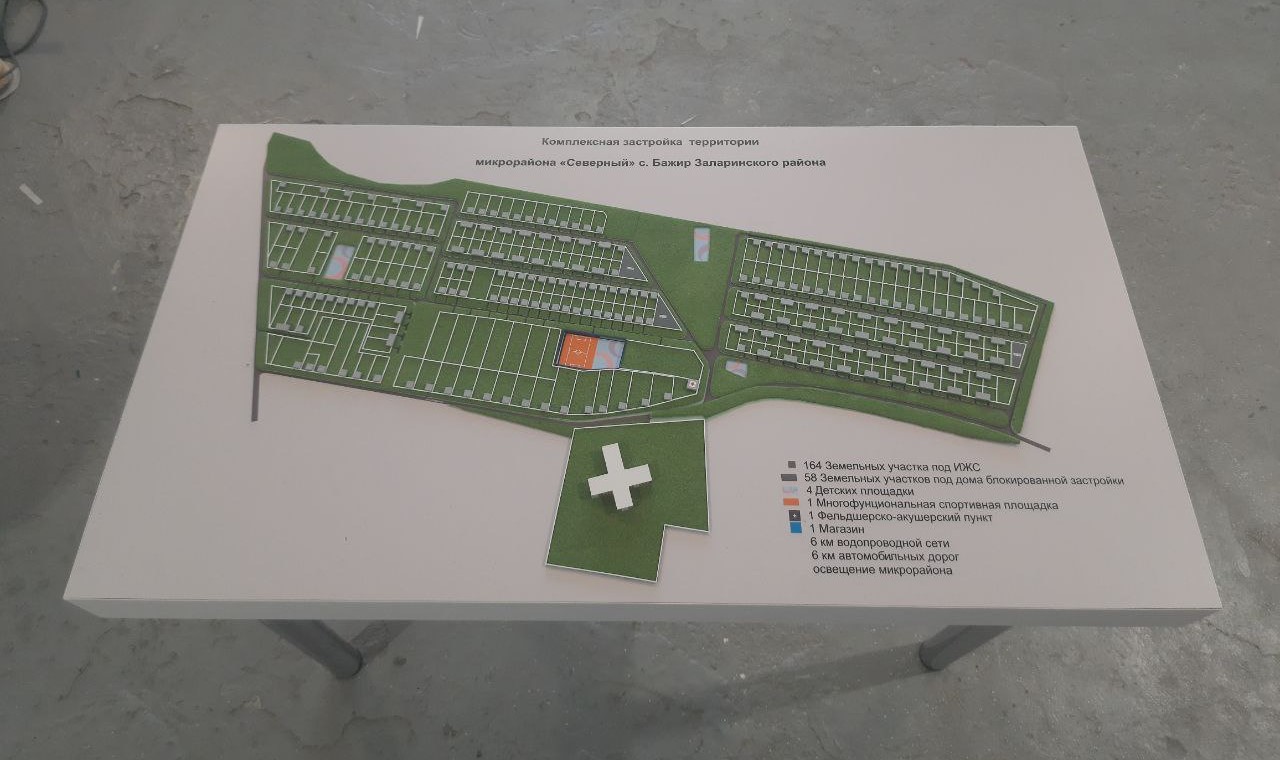 Комплексная застройка территории
микрорайона «Северный» с. Бажир Заларинского района
164 Земельных участка под ИЖС
58 Земельных участков под дома блокированной застройки
4 Детских площадки
1 Многофунциональная спортивная площадка
1 Фельдшерско-акушерский пункт
1 Магазин
6 км водопроводной сети
6 км автомобильных дорог
освещение микрорайона